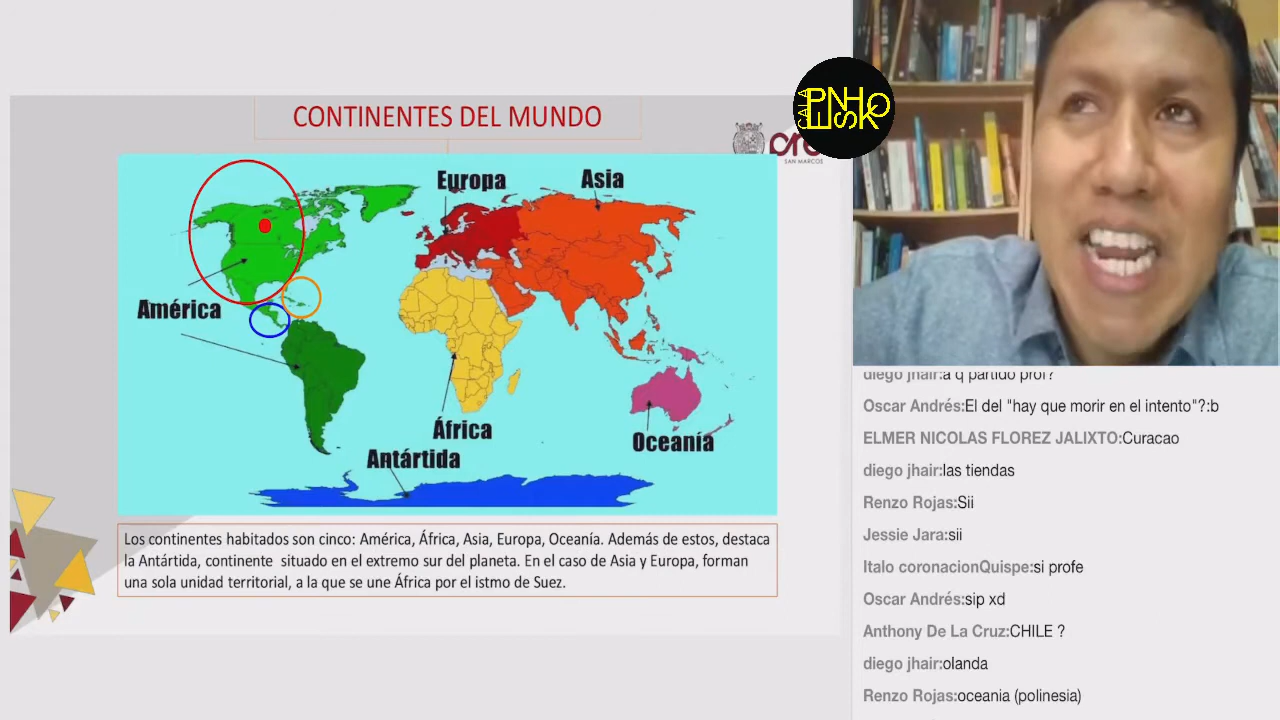 CONTINENTES DEL MUNDO
SAN MARCOS
Europa
Asia
América
África
Oceanía
Antártida
Los continentes habitados son cinco: América, África, Asia, Europa, Oceanía. Además de estos, destaca
la Antártida, continente situado en el extremo sur del planeta. En el caso de Asia y Europa, forman
una sola unidad territorial, a la que se une África por el istmo de Suez.
diego jhair:a q partido prof?
Oscar Andrés:El del "hay que morir en el intento"?:b
ELMER NICOLAS FLOREZ JALIXTO:Curacao
diego jhair:las tiendas
Renzo Rojas:Sii
Jessie Jara:sii
Italo coronacionQuispe:si profe
Oscar Andrés:sip xd
Anthony De La Cruz:CHILE ?
diego jhair:olanda
Renzo Rojas:oceania (polinesia)